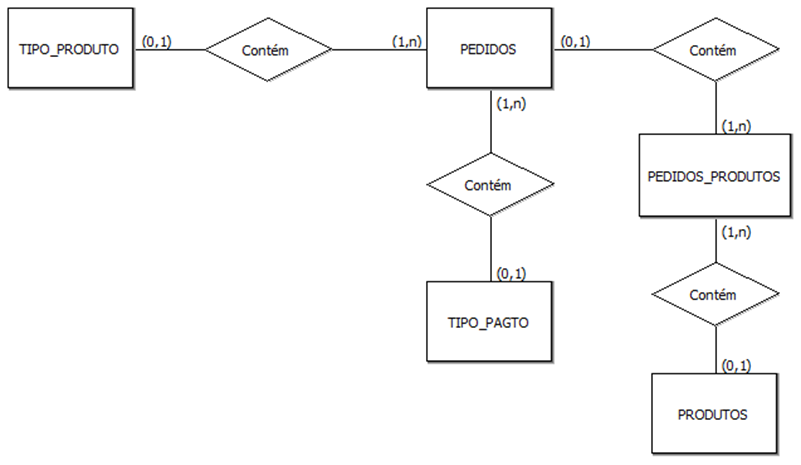 TIPO_PRODUTO
(0,1)
Contém
(1,n)
PEDIDOS
(0,1)
Contém
(1,n)
(1,n)
Contém
PEDIDOS_PRODUTOS
(1,n)
(0,1)
Contém
TIPO_PAGTO
(0,1)
PRODUTOS